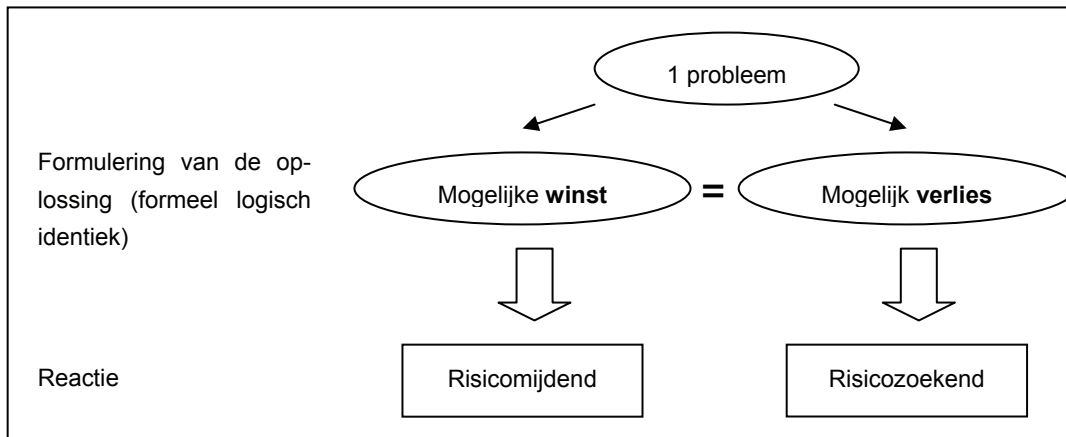 1 probleem
Formulering van de op-
lossing (formeel logisch
identiek)
Mogelijke winst = Mogelijk verlies
Reactie
Risicomijdend
Risicozoekend